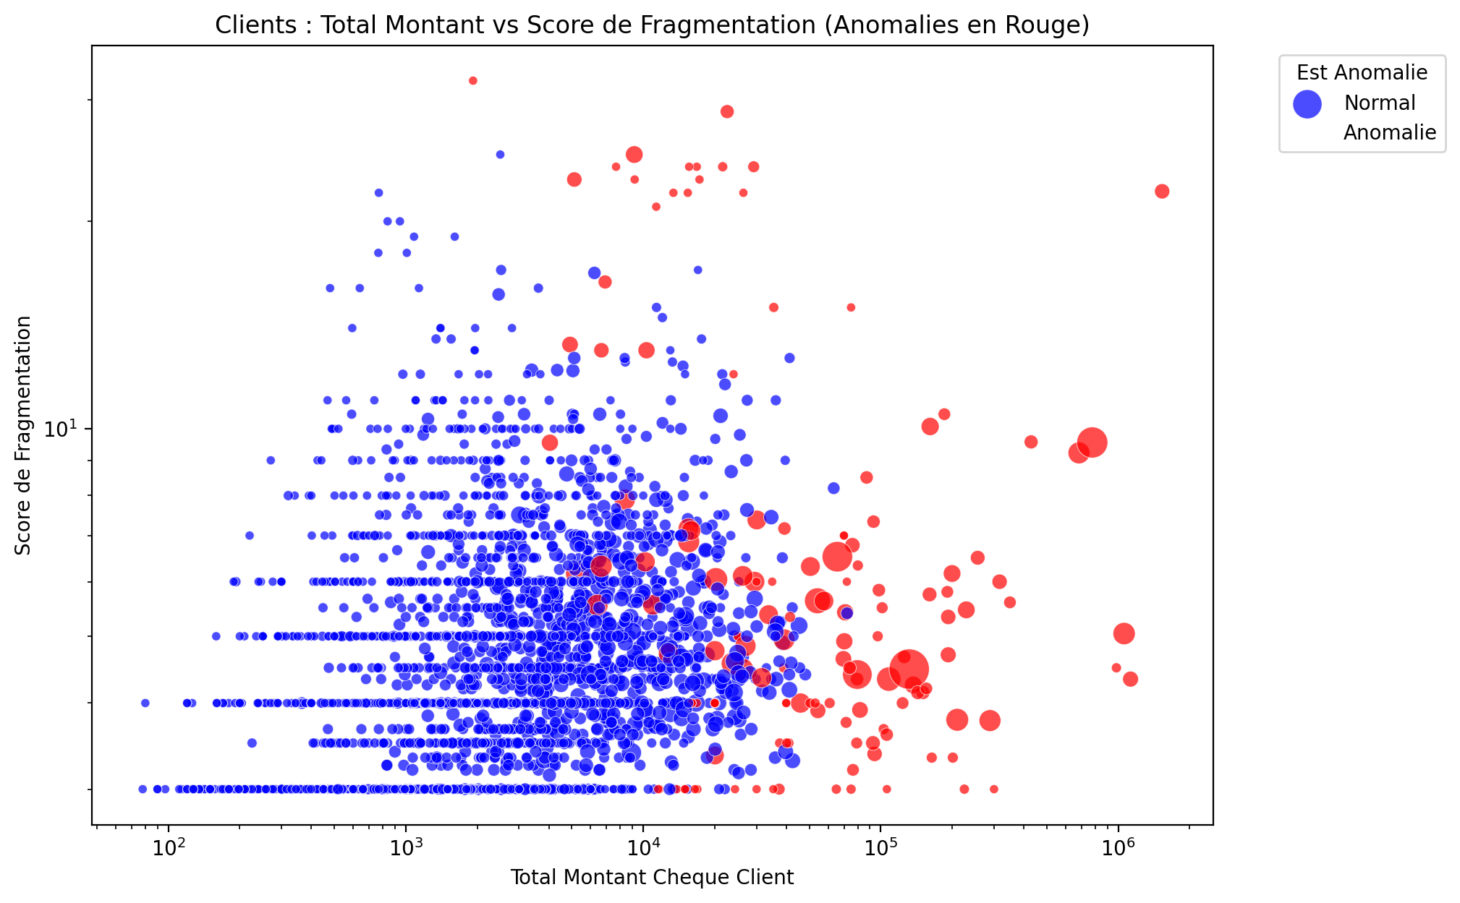 Clients : Total Montant vs Score de Fragmentation (Anomalies en Rouge)
Est Anomalie
Normal
Anomalie
Score de Fragmentation
10¹
10² 10³ 10⁴ 10⁵ 10⁶
Total Montant Cheque Client